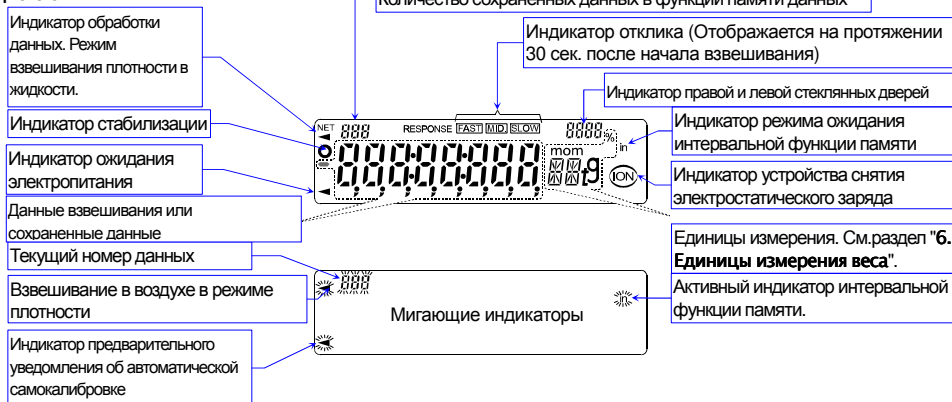 Количество сохраненных данных в функции памяти данных
Индикатор обработки
данных. Режим
взвешивания плотности в
жидкости.
Индикатор отклика (Отображается на протяжении
30 сек. после начала взвешивания)
Индикатор правой и левой стеклянных дверей
Индикатор стабилизации
Индикатор режима ожидания
интервальной функции памяти
NET 888 RESPONSE FAST MID. SLOW 8888 % in
mom
g
ION
Индикатор ожидания
электропитания
Индикатор устройства снятия
электростатического заряда
Данные взвешивания или
сохраненные данные
Единицы измерения. См.раздел "6.
Единицы измерения веса".
Текущий номер данных
888
Взвешивание в воздухе в режиме
плотности
Мигающие индикаторы
in
Активный индикатор интервальной
функции памяти.
Индикатор предварительного
уведомления об автоматической
самокалибровке